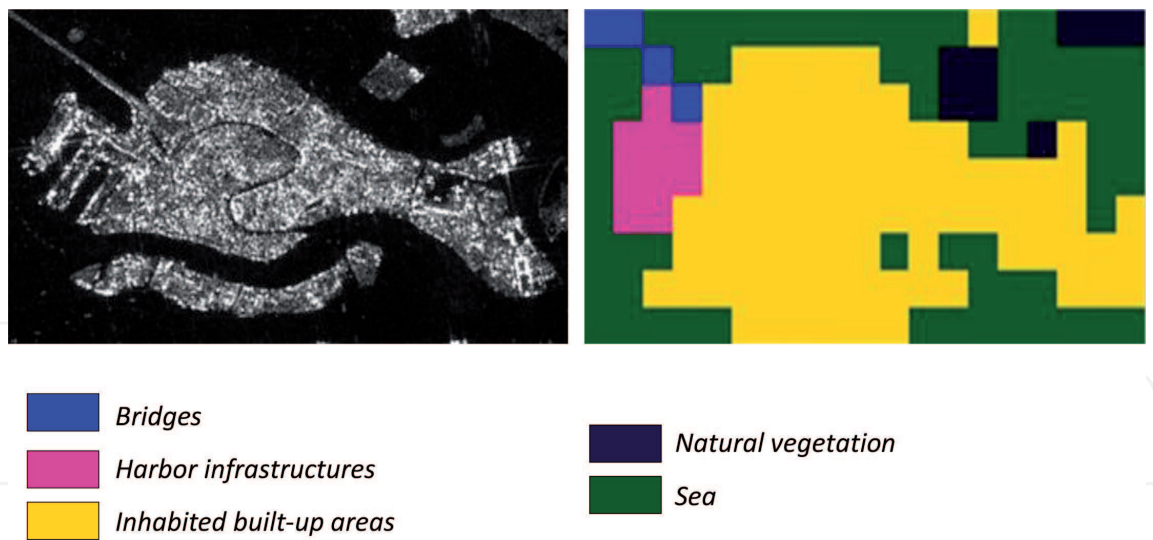 Bridges
Harbor infrastructures
Inhabited built-up areas
Natural vegetation
Sea